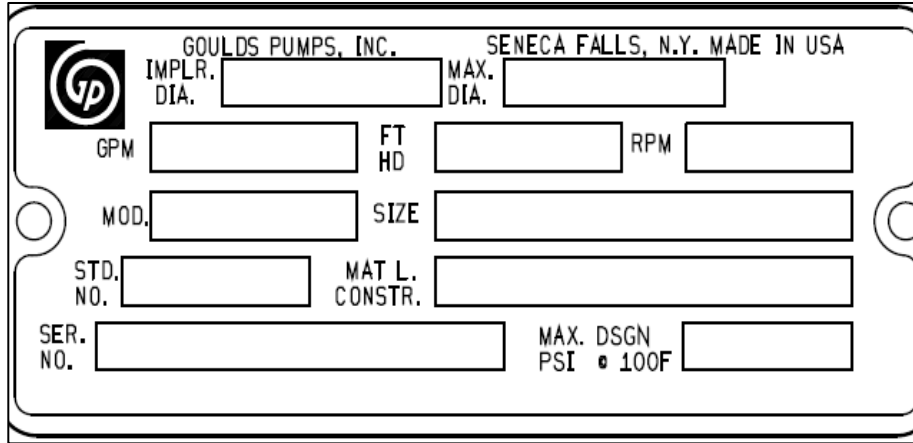 GOULDS PUMPS, INC. SENECA FALLS, N.Y. MADE IN USA
GP
IMPLR. DIA. MAX. DIA.
GPM FT HD RPM
MOD. SIZE
STD. NO. MAT L. CONSTR.
SER. NO. MAX. DSGN PSI @ 100F